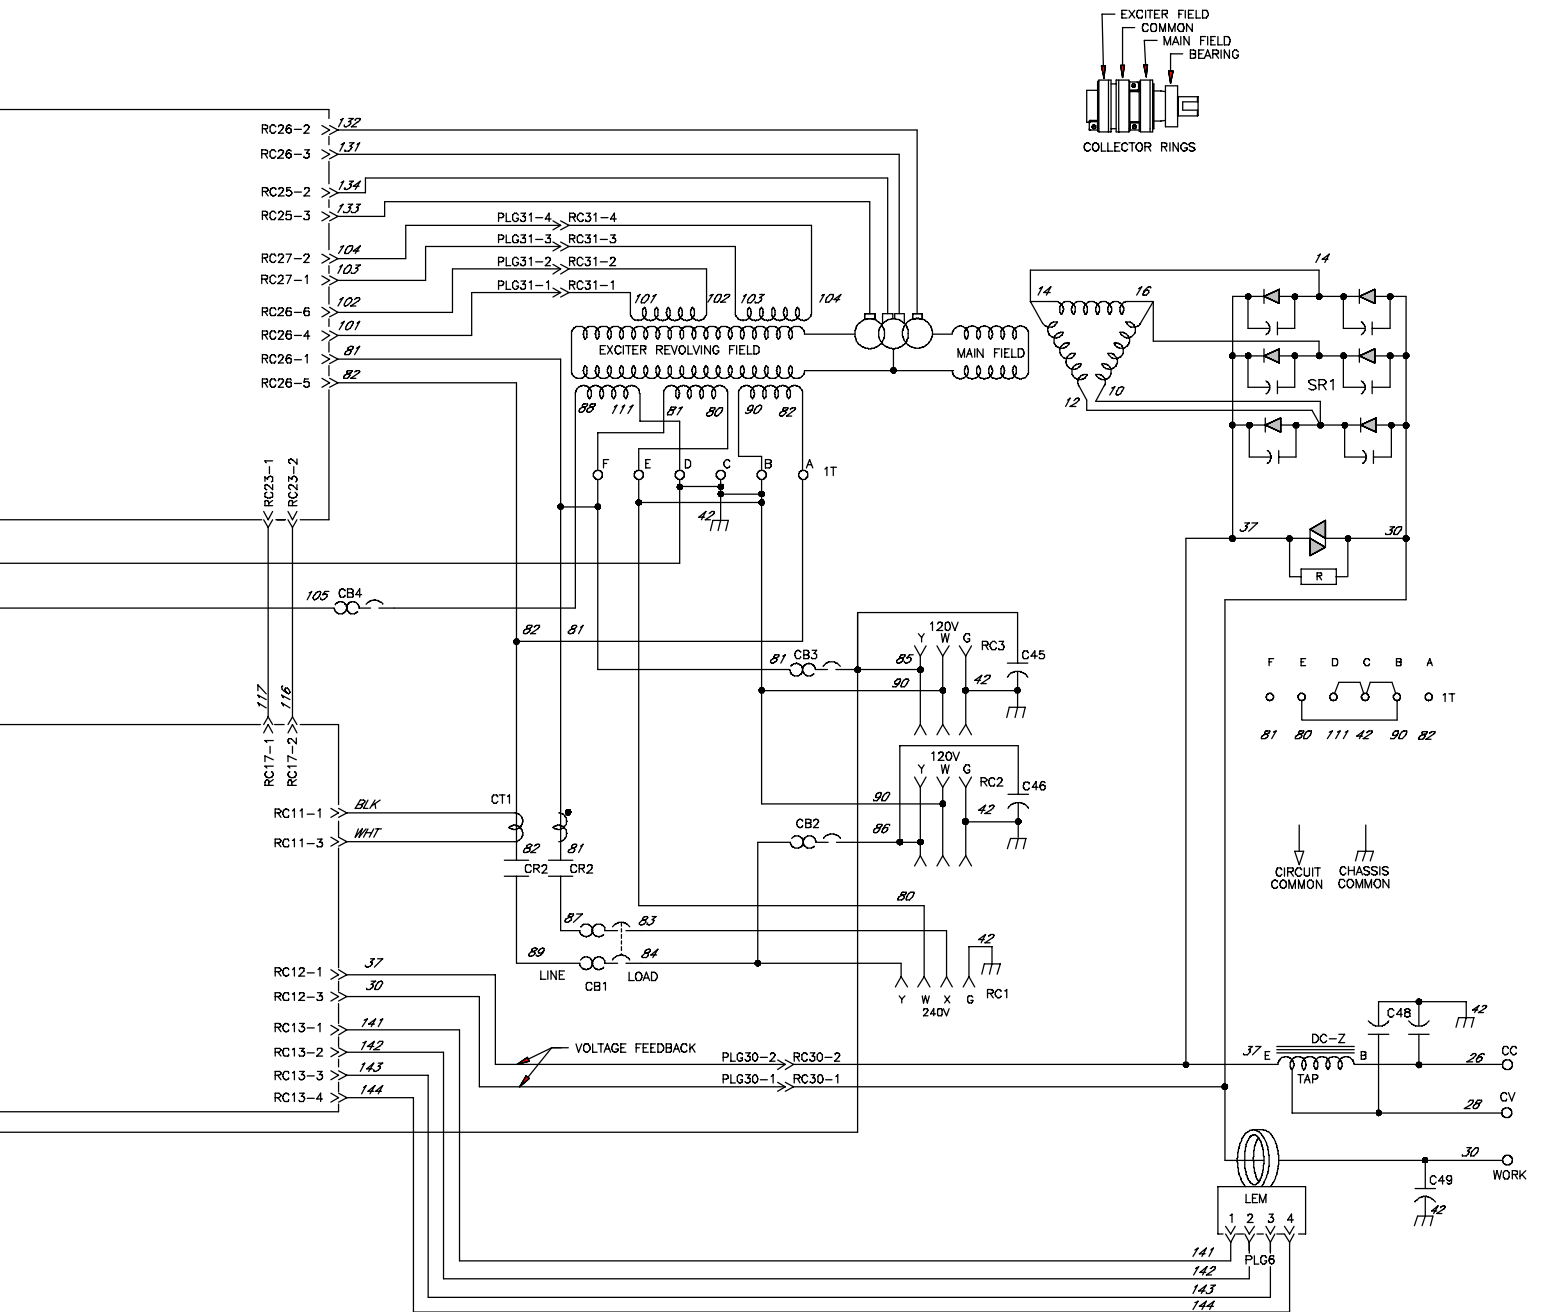 EXCITER FIELD
COMMON
MAIN FIELD
BEARING
COLLECTOR RINGS
RC26-2 132
RC26-3 131
RC25-2 134
RC25-3 133
PLG31-4 RC31-4
PLG31-3 RC31-3
RC27-2 104
PLG31-2 RC31-2
RC27-1 103
PLG31-1 RC31-1
RC26-6 102
101 102 103 104
RC26-4 101
RC26-1 81
RC26-5 82
EXCITER REVOLVING FIELD
MAIN FIELD
14
14 16
10
12
SR1
88 111 81 80 90 82
F E D C B A 1T
42
RC23-1
RC23-2
37 30
R
105 CB4
82 81
81 CB3 85
120V
Y W G
RC3
C45
90 42
F E D C B A
1T
81 80 111 42 90 82
117
116
RC17-1
RC17-2
120V
Y W G
RC2
C46
90 42
CB2 86
CT1
RC11-1 BLK
RC11-3 WHT
82 81
CR2 CR2
CIRCUIT
COMMON
CHASSIS
COMMON
80
87 83
89 84
LINE LOAD
CB1
42
Y W X G RC1
240V
RC12-1 37
RC12-3 30
RC13-1 141
RC13-2 142
RC13-3 143
RC13-4 144
VOLTAGE FEEDBACK
PLG30-2 RC30-2
PLG30-1 RC30-1
C48 42
DC-Z
37 E B
TAP
26 CC
28 CV
30
WORK
C49
42
LEM
1 2 3 4
PLG6
141
142
143
144